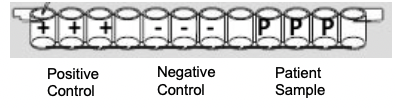 + + + - - - P P P
Positive Control
Negative Control
Patient Sample